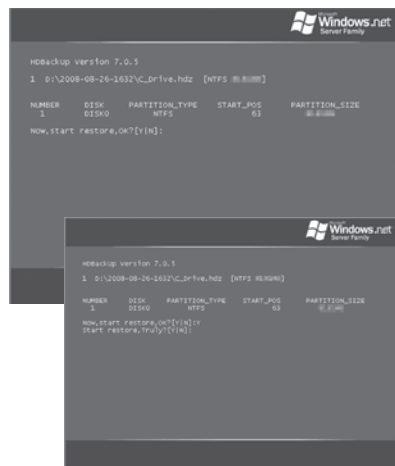 Microsoft
Windows.net
Server Family
HDBackup version 7.0.5
1 D:\2008-08-26-1632\C_Drive.hdz [NTFS
NUMBER DISK PARTITION_TYPE START_POS PARTITION_SIZE
1 DISK0 NTFS 63
Now,start restore,OK?[Y|N]:
Microsoft
Windows.net
Server Family
HDBackup version 7.0.5
1 D:\2008-08-26-1632\C_Drive.hdz [NTFS
NUMBER DISK PARTITION_TYPE START_POS PARTITION_SIZE
1 DISK0 NTFS 63
Now,start restore,OK?[Y|N]:Y
Start restore,Truly?[Y|N]: